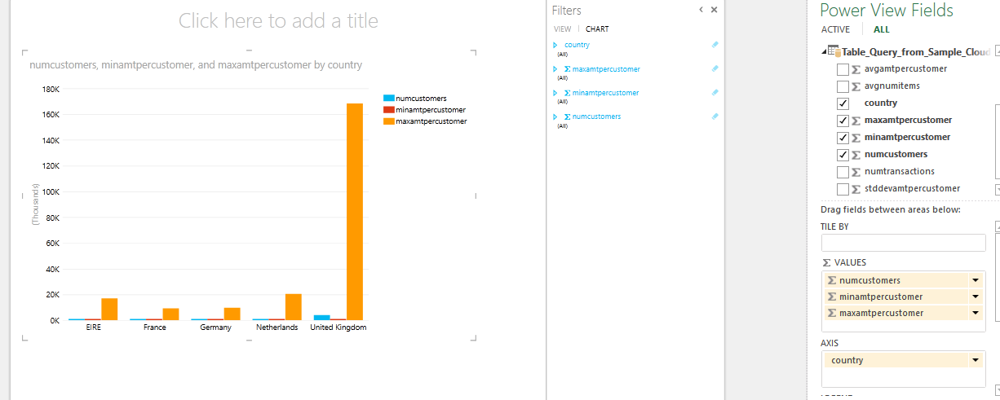 Click here to add a title
numcustomers, minamtpercustomer, and maxamtpercustomer by country
180K
160K
140K
120K
100K
80K
60K
40K
20K
0K
(Thousands)
EIRE
France
Germany
Netherlands
United Kingdom
numcustomers
minamtpercustomer
maxamtpercustomer
Filters
VIEW CHART
country
(All)
Σ maxamtpercustomer
(All)
Σ minamtpercustomer
(All)
Σ numcustomers
(All)
Power View Fields
ACTIVE ALL
Table_Query_from_Sample_Cloud
Σ avgamtpercustomer
Σ avgnumitems
country
Σ maxamtpercustomer
Σ minamtpercustomer
Σ numcustomers
Σ numtransactions
Σ stddevamtpercustomer
Drag fields between areas below:
TILE BY
Σ VALUES
Σ numcustomers
Σ minamtpercustomer
Σ maxamtpercustomer
AXIS
country